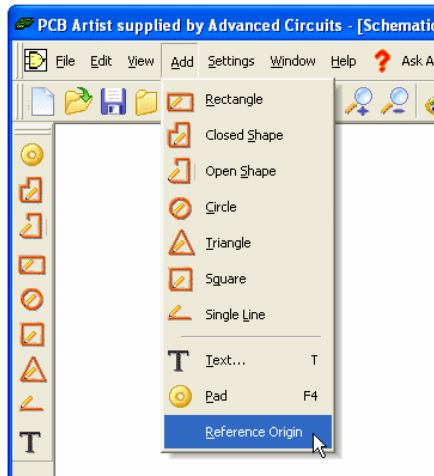 PCB Artist supplied by Advanced Circuits - [Schematic
File Edit View Add Settings Window Help ? Ask A
Rectangle
Closed Shape
Open Shape
Circle
Triangle
Square
Single Line
T Text... T
Pad F4
Reference Origin
T